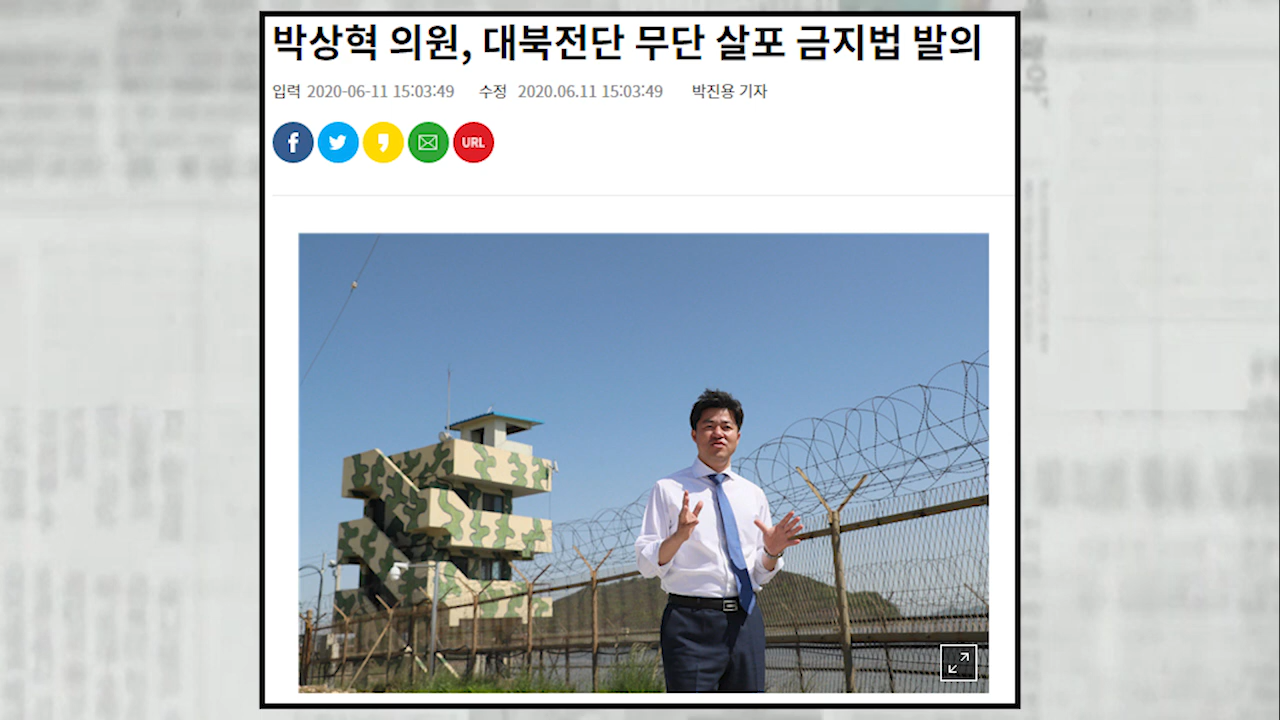 박상혁 의원, 대북전단 무단 살포 금지법 발의
입력 2020-06-11 15:03:49 수정 2020.06.11 15:03:49 박진용 기자
f URL